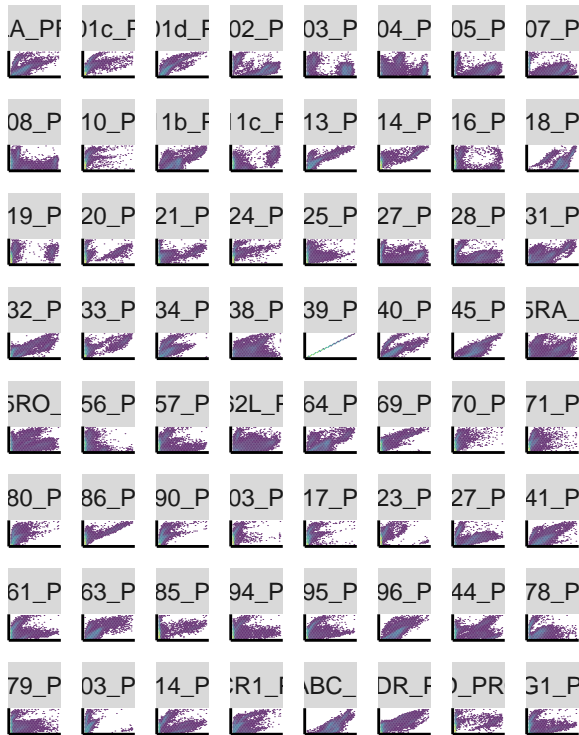 .A_PF 01c_F 01d_F 02_P 03_P 04_P 05_P 07_P
08_P 10_P 1b_F 1c_F 13_P 14_P 16_P 18_P
19_P 20_P 21_P 24_P 25_P 27_P 28_P 31_P
32_P 33_P 34_P 38_P 39_P 40_P 45_P 5RA_
5RO_ 56_P 57_P 62L_P 64_P 69_P 70_P 71_P
80_P 86_P 90_P 03_P 17_P 23_P 27_P 41_P
61_P 63_P 85_P 94_P 95_P 96_P 44_P 78_P
79_P 03_P 14_P CR1_F ABC_ DR_F D_PR G1_P